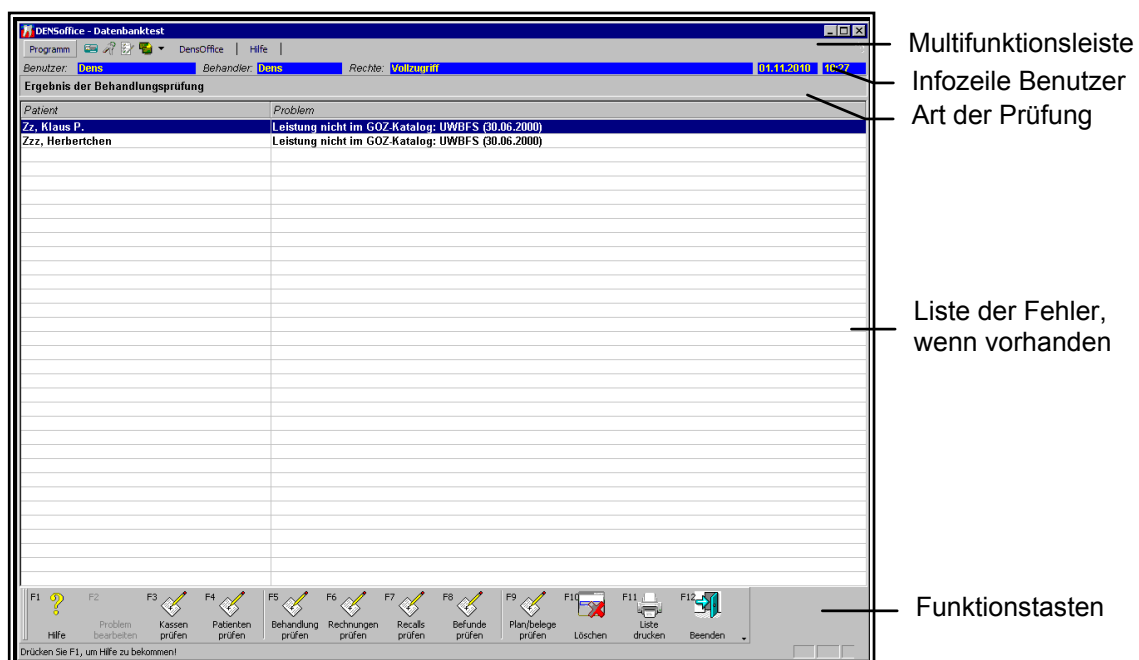 DENSoffice - Datenbanktest
Programm DensOffice | Hilfe |
Multifunktionsleiste
Benutzer: Dens Behandler: Dens Rechte: Vollzugriff 01.11.2010 10:27
Infozeile Benutzer
Ergebnis der Behandlungsprüfung
Art der Prüfung
Patient Problem
Zz, Klaus P. Leistung nicht im GOZ-Katalog: UWBFS (30.06.2000)
Zzz, Herbertchen Leistung nicht im GOZ-Katalog: UWBFS (30.06.2000)
Liste der Fehler,
wenn vorhanden
F1 Hilfe
F2 Problem bearbeiten
F3 Kassen prüfen
F4 Patienten prüfen
F5 Behandlung prüfen
F6 Rechnungen prüfen
F7 Recalls prüfen
F8 Befunde prüfen
F9 Plan/belege prüfen
F10 Löschen
F11 Liste drucken
F12 Beenden
Funktionstasten
Drücken Sie F1, um Hilfe zu bekommen!